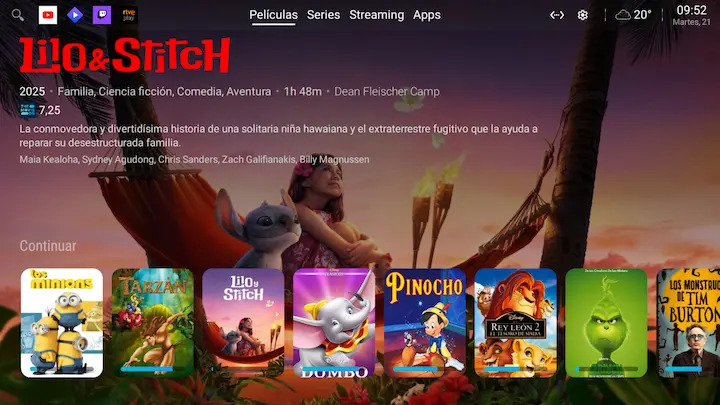 rtve
play
Películas Series Streaming Apps
20°
09:52
Martes, 21
Lilo & Stitch
2025 • Familia, Ciencia ficción, Comedia, Aventura • 1h 48m • Dean Fleischer Camp
7,25
La conmovedora y divertidísima historia de una solitaria niña hawaiana y el extraterrestre fugitivo que la ayuda a
reparar su desestructurada familia.
Maia Kealoha, Sydney Agudong, Chris Sanders, Zach Galifianakis, Billy Magnussen
Continuar
los
minions
TARZAN
Lilo y
Stitch
DUMBO
PINOCHO
Disney
REY LEÓN 2
EL TESORO DE SIMBA
LOS MONSTRUO
DE TIM
BURTON